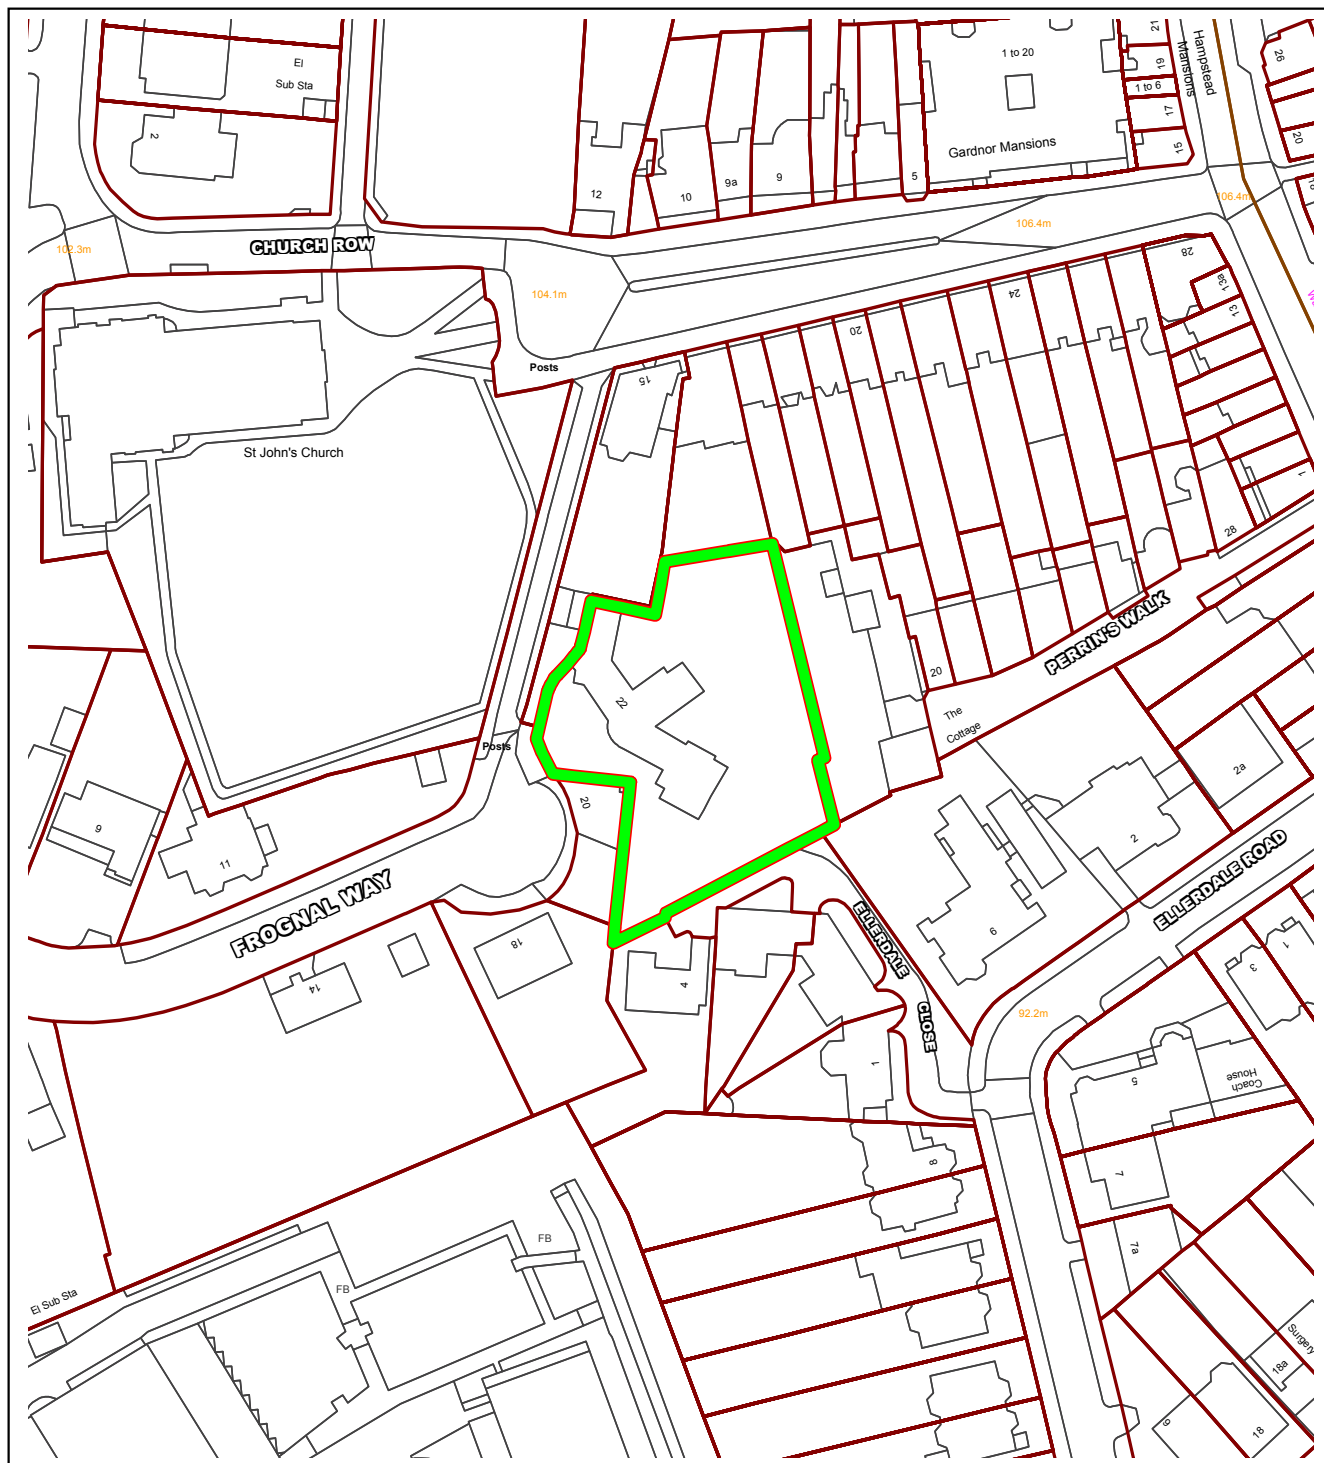 El
Sub Sta
2
1 to 20
21
19
1 to 6
17
15
Hampstead
Mansions
26
20
Gardnor Mansions
12
10
9a
9
5
106.4m
106.4m
102.3m
CHURCH ROW
104.1m
28
13a
13
24
20
Posts
15
St John's Church
1
28
PERRIN'S WALK
20
The
Cottage
22
Posts
20
2a
2
9
11
FROGNAL WAY
ELLERDALE ROAD
ELLERDALE
CLOSE
6
18
14
4
92.2m
1
3
1
5
Coach
House
8
7
7a
FB
FB
El Sub Sta
Surgery
18a
18